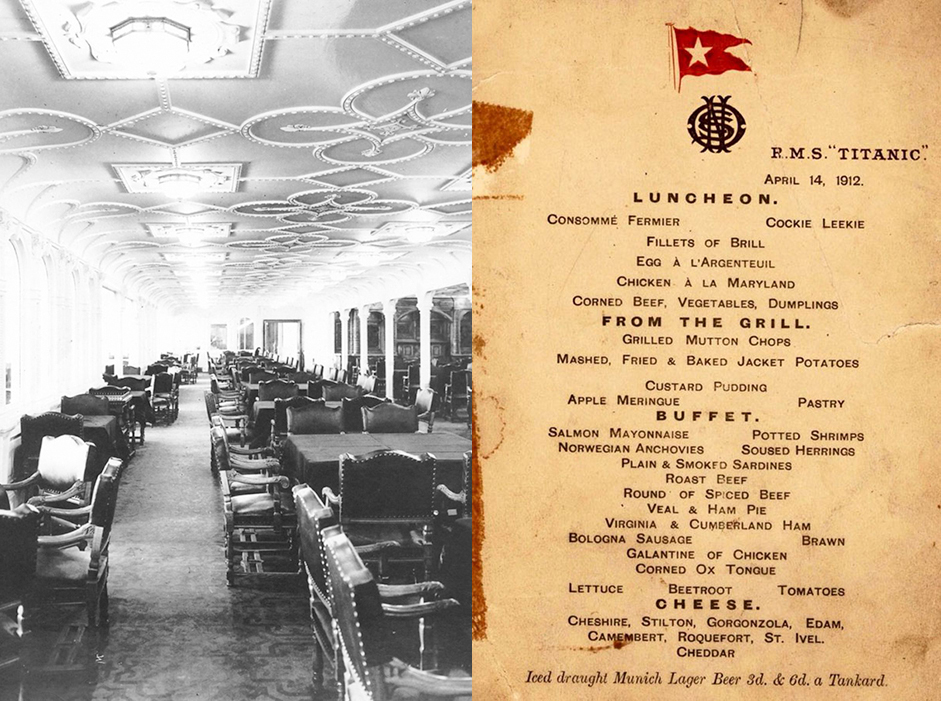 R.M.S. "TITANIC."
APRIL 14, 1912.
LUNCHEON.
CONSOMMÉ FERMIER COCKIE LEEKIE
FILLETS OF BRILL
EGG À L'ARGENTEUIL
CHICKEN À LA MARYLAND
CORNED BEEF, VEGETABLES, DUMPLINGS
FROM THE GRILL.
GRILLED MUTTON CHOPS
MASHED, FRIED & BAKED JACKET POTATOES
CUSTARD PUDDING
APPLE MERINGUE PASTRY
BUFFET.
SALMON MAYONNAISE POTTED SHRIMPS
NORWEGIAN ANCHOVIES SOUSED HERRINGS
PLAIN & SMOKED SARDINES
ROAST BEEF
ROUND OF SPICED BEEF
VEAL & HAM PIE
VIRGINIA & CUMBERLAND HAM
BOLOGNA SAUSAGE BRAWN
GALANTINE OF CHICKEN
CORNED OX TONGUE
LETTUCE BEETROOT TOMATOES
CHEESE.
CHESHIRE, STILTON, GORGONZOLA, EDAM,
CAMEMBERT, ROQUEFORT, ST. IVEL.
CHEDDAR
Iced draught Munich Lager Beer 3d. & 6d. a Tankard.